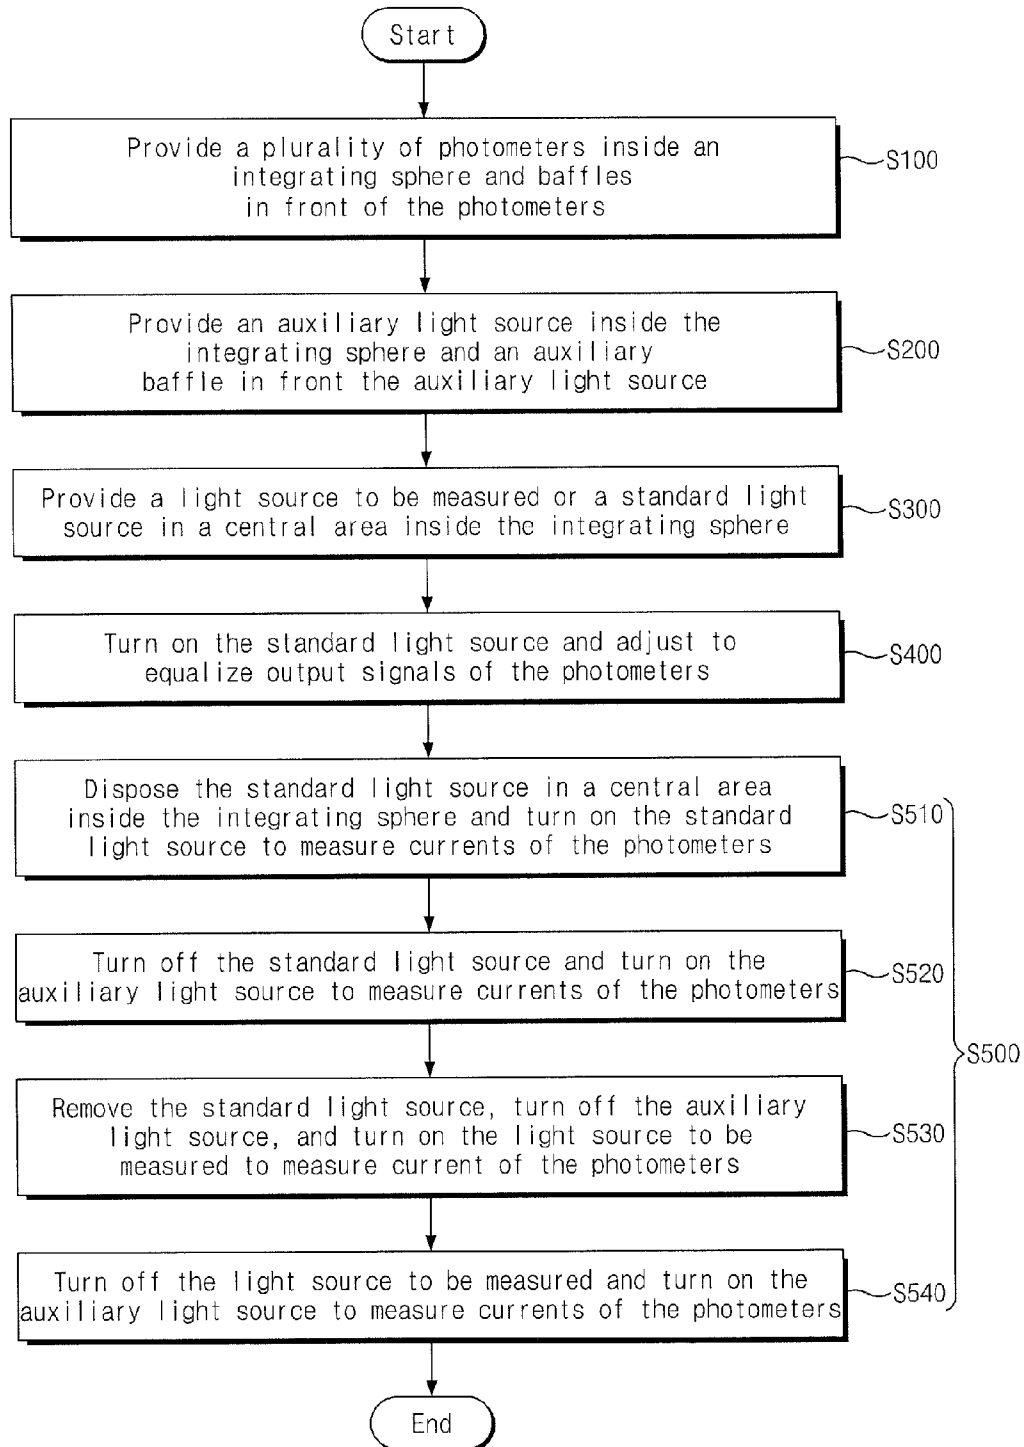 Start
Provide a plurality of photometers inside an
integrating sphere and baffles
in front of the photometers
S100
Provide an auxiliary light source inside the
integrating sphere and an auxiliary
baffle in front the auxiliary light source
S200
Provide a light source to be measured or a standard light
source in a central area inside the integrating sphere
S300
Turn on the standard light source and adjust to
equalize output signals of the photometers
S400
Dispose the standard light source in a central area
inside the integrating sphere and turn on the standard
light source to measure currents of the photometers
S510
Turn off the standard light source and turn on the
auxiliary light source to measure currents of the photometers
S520
S500
Remove the standard light source, turn off the auxiliary
light source, and turn on the light source to be
measured to measure current of the photometers
S530
Turn off the light source to be measured and turn on the
auxiliary light source to measure currents of the photometers
S540
End